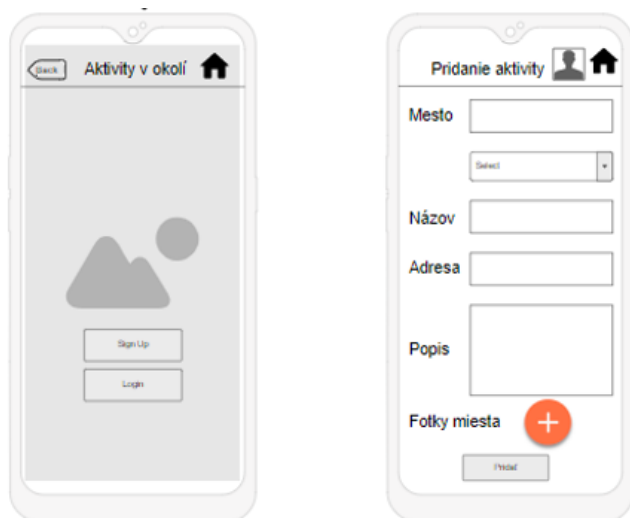 Back
Aktivity v okolí
Sign Up
Login
Pridanie aktivity
Mesto
Select
Názov
Adresa
Popis
Fotky miesta
Pridať